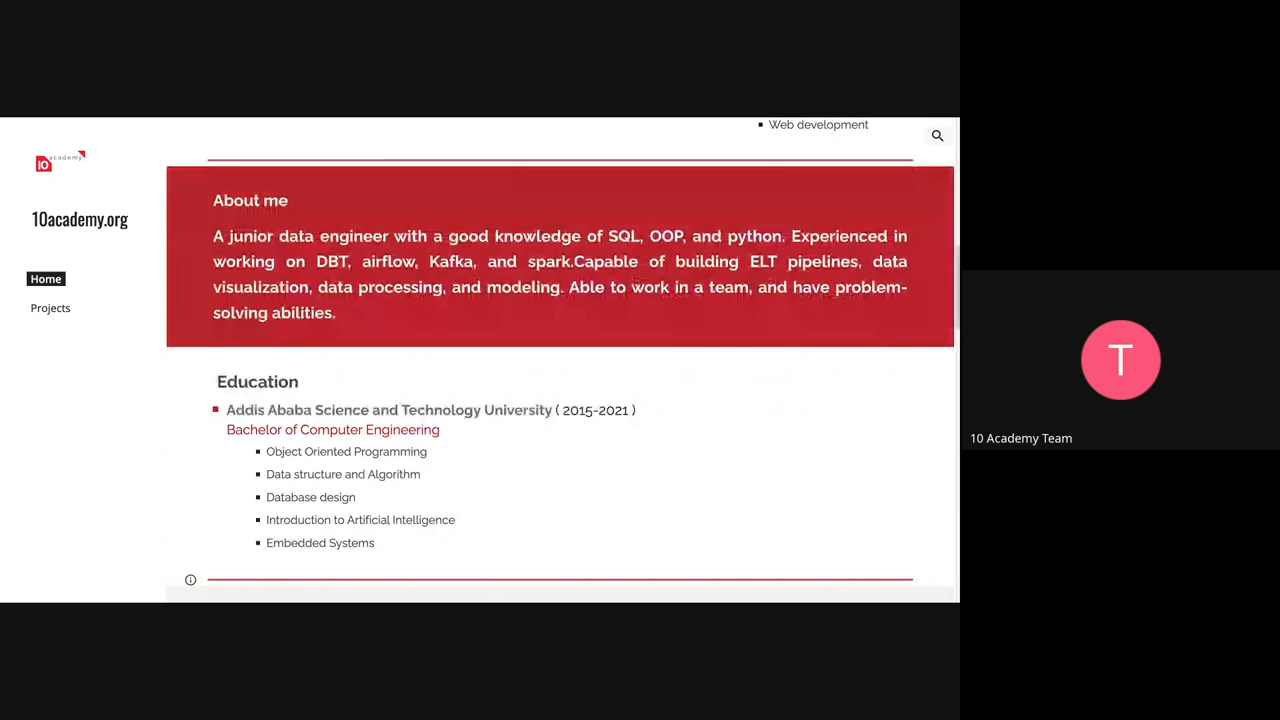 Web development
10 academy
10academy.org
Home
Projects
About me
A junior data engineer with a good knowledge of SQL, OOP, and python. Experienced in
working on DBT, airflow, Kafka, and spark.Capable of building ELT pipelines, data
visualization, data processing, and modeling. Able to work in a team, and have problem-
solving abilities.
Education
Addis Ababa Science and Technology University ( 2015-2021 )
Bachelor of Computer Engineering
Object Oriented Programming
Data structure and Algorithm
Database design
Introduction to Artificial Intelligence
Embedded Systems
T
10 Academy Team